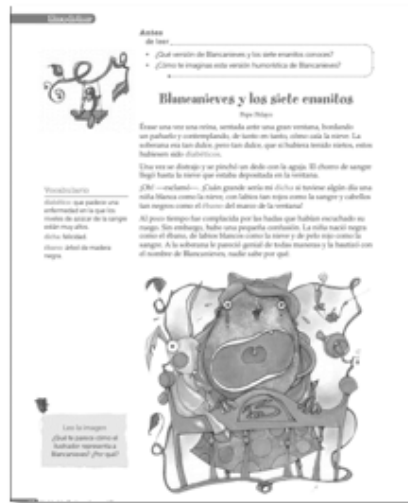 Antes
de leer
• ¿Qué versión de Blancanieves y los siete enanitos conoces?
• ¿Cómo te imaginas esta versión humorística de Blancanieves?
Blancanieves y los siete enanitos
Pepe Pelayo
Érase una vez una reina, sentada ante una gran ventana, bordando
un pañuelo y contemplando, de tanto en tanto, cómo caía la nieve. La
soberana era tan dulce, pero tan dulce, que si hubiera tenido nietos, estos
hubiesen sido diabéticos.
Una vez se distrajo y se pinchó un dedo con la aguja. El chorro de sangre
llegó hasta la nieve que estaba depositada en la ventana.
¡Oh! —exclamó—. ¡Cuán grande sería mi dicha si tuviese algún día una
niña blanca como la nieve, con labios tan rojos como la sangre y cabellos
tan negros como el ébano del marco de la ventana!
Al poco tiempo fue complacida por las hadas que habían escuchado su
ruego. Sin embargo, hubo una pequeña confusión. La niña nació negra
como el ébano, de labios blancos como la nieve y de pelo rojo como la
sangre. A la soberana le pareció genial de todas maneras y la bautizó con
el nombre de Blancanieves, nadie sabe por qué.
Vocabulario
diabético: que padece una
enfermedad en la que los
niveles de azúcar de la sangre
están muy altos.
dicha: felicidad.
ébano: árbol de madera
negra.
Lee la imagen
¿Qué te parece cómo el
ilustrador representa a
Blancanieves? ¿Por qué?